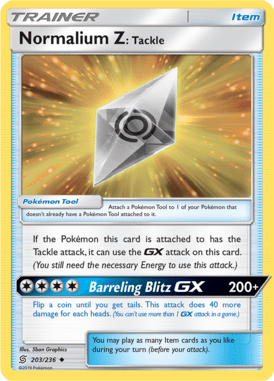 TRAINER Item
Normalium Z: Tackle
Pokémon Tool
Attach a Pokémon Tool to 1 of your Pokémon that
doesn't already have a Pokémon Tool attached to it.
If the Pokémon this card is attached to has the
Tackle attack, it can use the GX attack on this card.
(You still need the necessary Energy to use this attack.)
Barreling Blitz GX 200+
Flip a coin until you get tails. This attack does 40 more
damage for each heads. (You can't use more than 1 GX attack in a game.)
You may play as many Item cards as you like
during your turn (before your attack).
Illus. 5ban Graphics
203/236
©2019 Pokémon